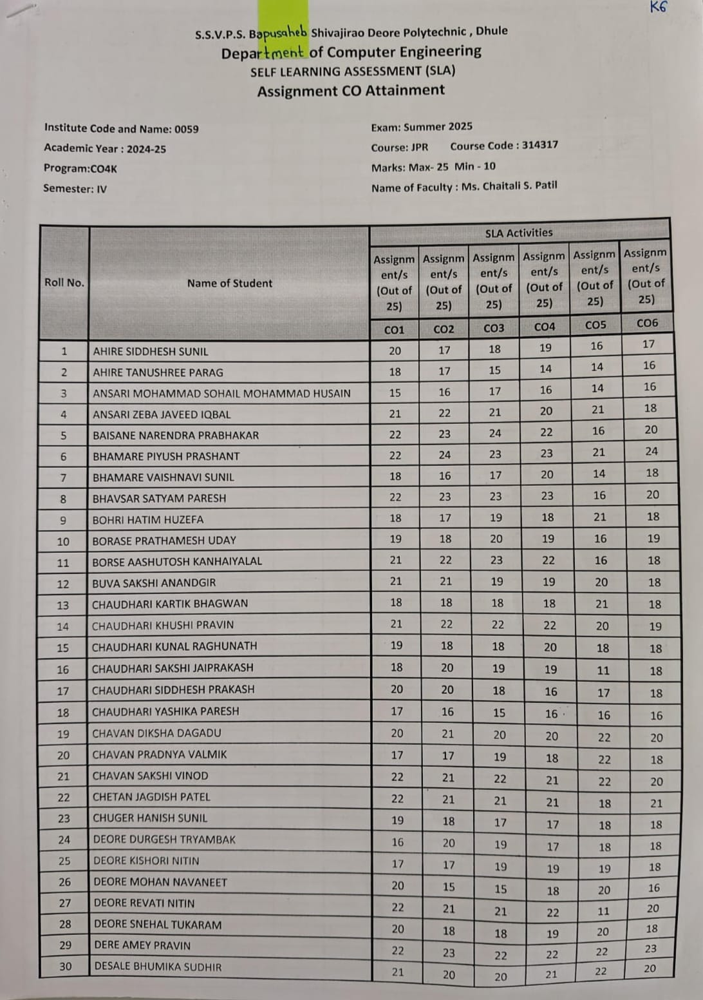 K6
S.S.V.P.S. Bapusaheb Shivajirao Deore Polytechnic , Dhule
Department of Computer Engineering
SELF LEARNING ASSESSMENT (SLA)
Assignment CO Attainment
Institute Code and Name: 0059 Exam: Summer 2025
Academic Year : 2024-25 Course: JPR Course Code : 314317
Program:CO4K Marks: Max- 25 Min - 10
Semester: IV Name of Faculty : Ms. Chaitali S. Patil
SLA Activities
Assignm Assignm Assignm Assignm Assignm Assignm
ent/s ent/s ent/s ent/s ent/s ent/s
Roll No. Name of Student (Out of (Out of (Out of (Out of (Out of (Out of
25) 25) 25) 25) 25) 25)
CO1 CO2 CO3 CO4 CO5 CO6
1 AHIRE SIDDHESH SUNIL 20 17 18 19 16 17
2 AHIRE TANUSHREE PARAG 18 17 15 14 14 16
3 ANSARI MOHAMMAD SOHAIL MOHAMMAD HUSAIN 15 16 17 16 14 16
4 ANSARI ZEBA JAVEED IQBAL 21 22 21 20 21 18
5 BAISANE NARENDRA PRABHAKAR 22 23 24 22 16 20
6 BHAMARE PIYUSH PRASHANT 22 24 23 23 21 24
7 BHAMARE VAISHNAVI SUNIL 18 16 17 20 14 18
8 BHAVSAR SATYAM PARESH 22 23 23 23 16 20
9 BOHRI HATIM HUZEFA 18 17 19 18 21 18
10 BORASE PRATHAMESH UDAY 19 18 20 19 16 19
11 BORSE AASHUTOSH KANHAIYALAL 21 22 23 22 16 18
12 BUVA SAKSHI ANANDGIR 21 21 19 19 20 18
13 CHAUDHARI KARTIK BHAGWAN 18 18 18 18 21 18
14 CHAUDHARI KHUSHI PRAVIN 21 22 22 22 20 19
15 CHAUDHARI KUNAL RAGHUNATH 19 18 18 20 18 18
16 CHAUDHARI SAKSHI JAIPRAKASH 18 20 19 19 11 18
17 CHAUDHARI SIDDHESH PRAKASH 20 20 18 16 17 18
18 CHAUDHARI YASHIKA PARESH 17 16 15 16 16 16
19 CHAVAN DIKSHA DAGADU 20 21 20 20 22 20
20 CHAVAN PRADNYA VALMIK 17 17 19 18 22 18
21 CHAVAN SAKSHI VINOD 22 21 22 21 22 20
22 CHETAN JAGDISH PATEL 22 21 21 21 18 21
23 CHUGER HANISH SUNIL 19 18 17 17 18 18
24 DEORE DURGESH TRYAMBAK 16 20 19 17 18 18
25 DEORE KISHORI NITIN 17 17 19 19 19 18
26 DEORE MOHAN NAVANEET 20 15 15 18 20 16
27 DEORE REVATI NITIN 22 21 21 22 11 20
28 DEORE SNEHAL TUKARAM 20 18 18 19 20 18
29 DERE AMEY PRAVIN 22 23 22 22 22 23
30 DESALE BHUMIKA SUDHIR 21 20 20 21 22 20